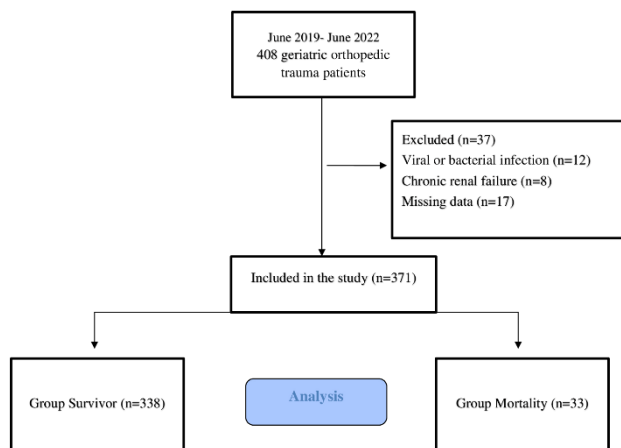 June 2019- June 2022
408 geriatric orthopedic
trauma patients
Excluded (n=37)
Viral or bacterial infection (n=12)
Chronic renal failure (n=8)
Missing data (n=17)
Included in the study (n=371)
Group Survivor (n=338)
Analysis
Group Mortality (n=33)